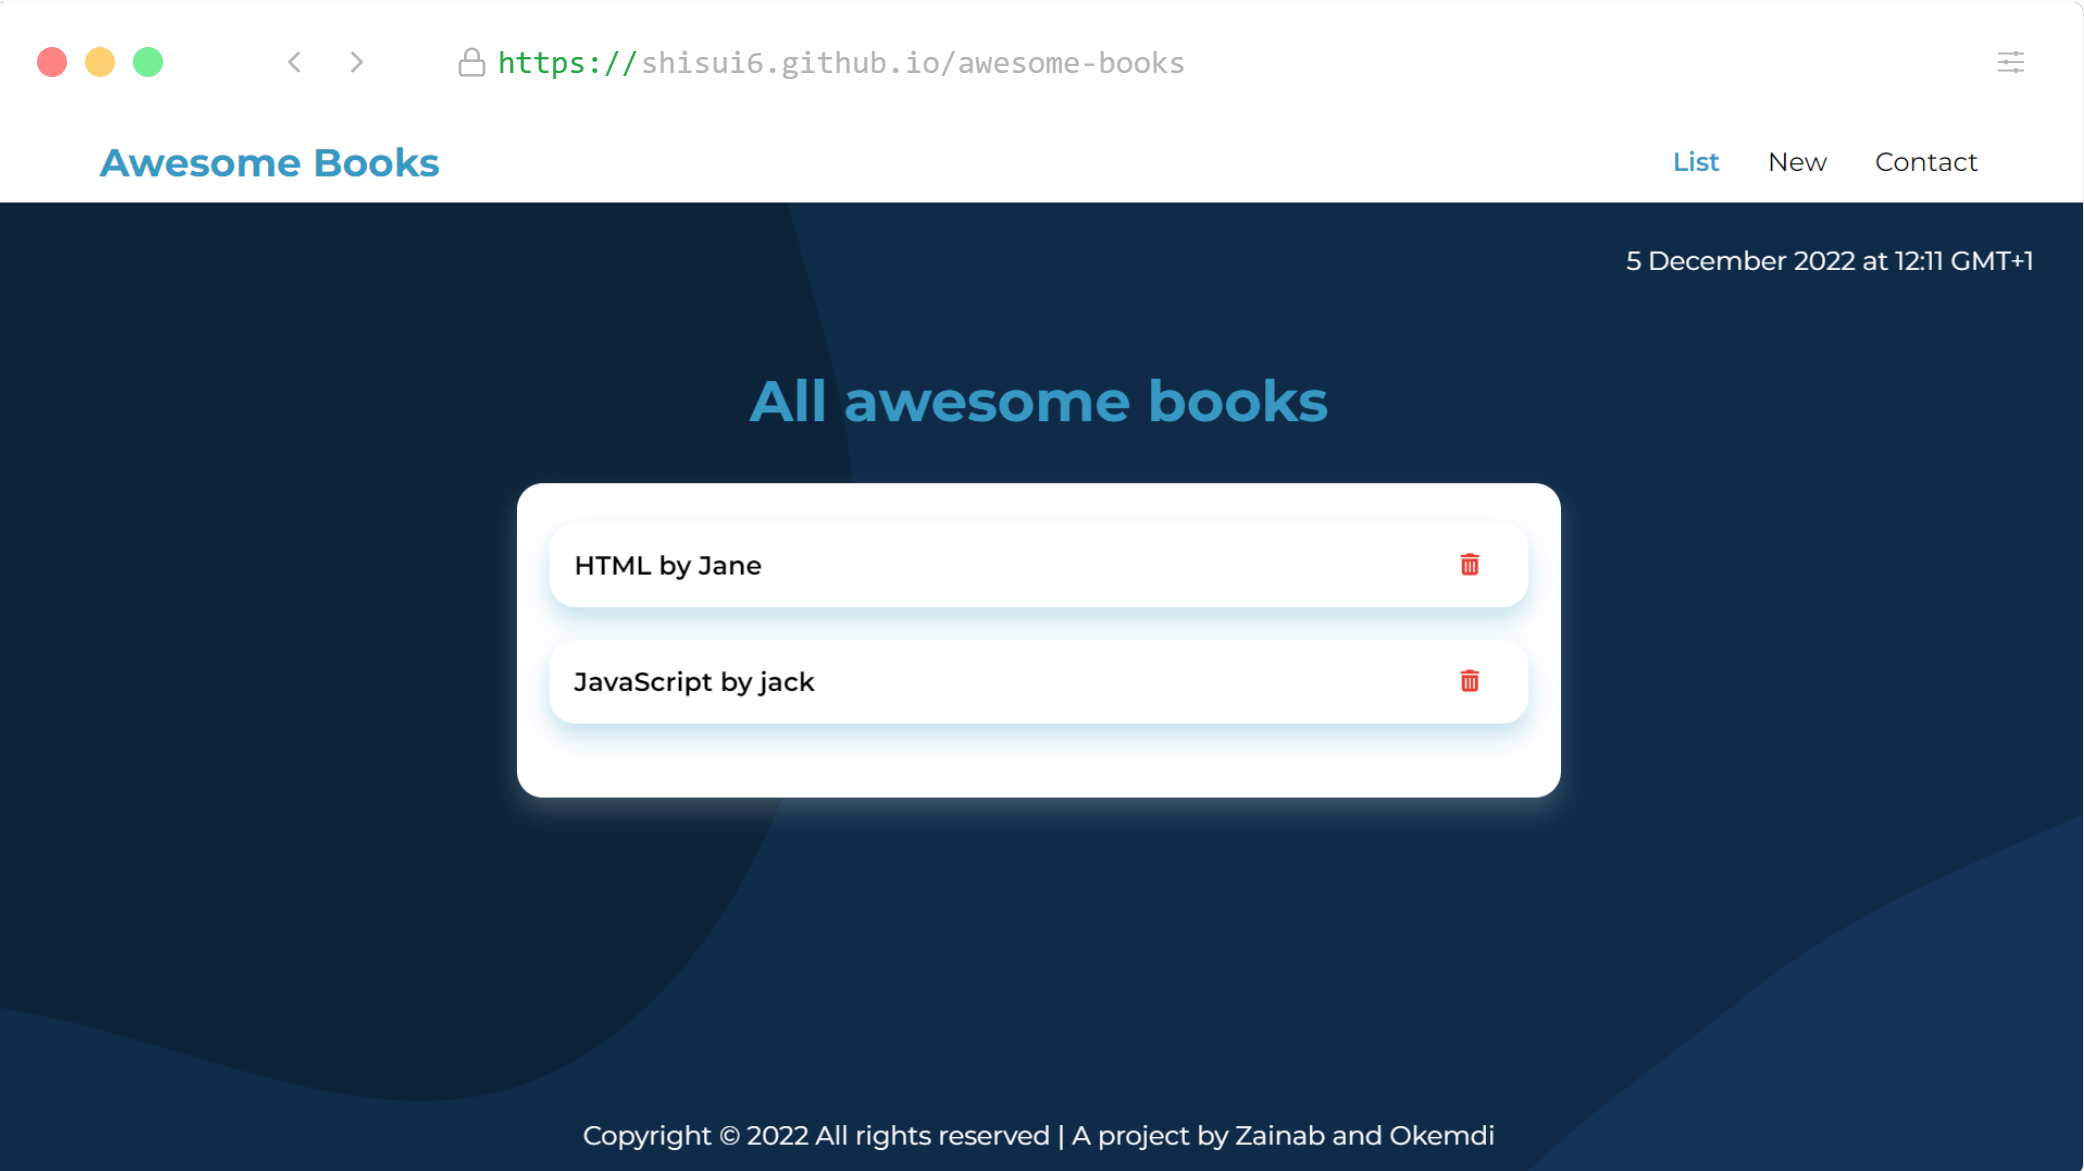 https://shisui6.github.io/awesome-books
Awesome Books
List New Contact
5 December 2022 at 12:11 GMT+1
All awesome books
HTML by Jane
JavaScript by jack
Copyright © 2022 All rights reserved | A project by Zainab and Okemdi